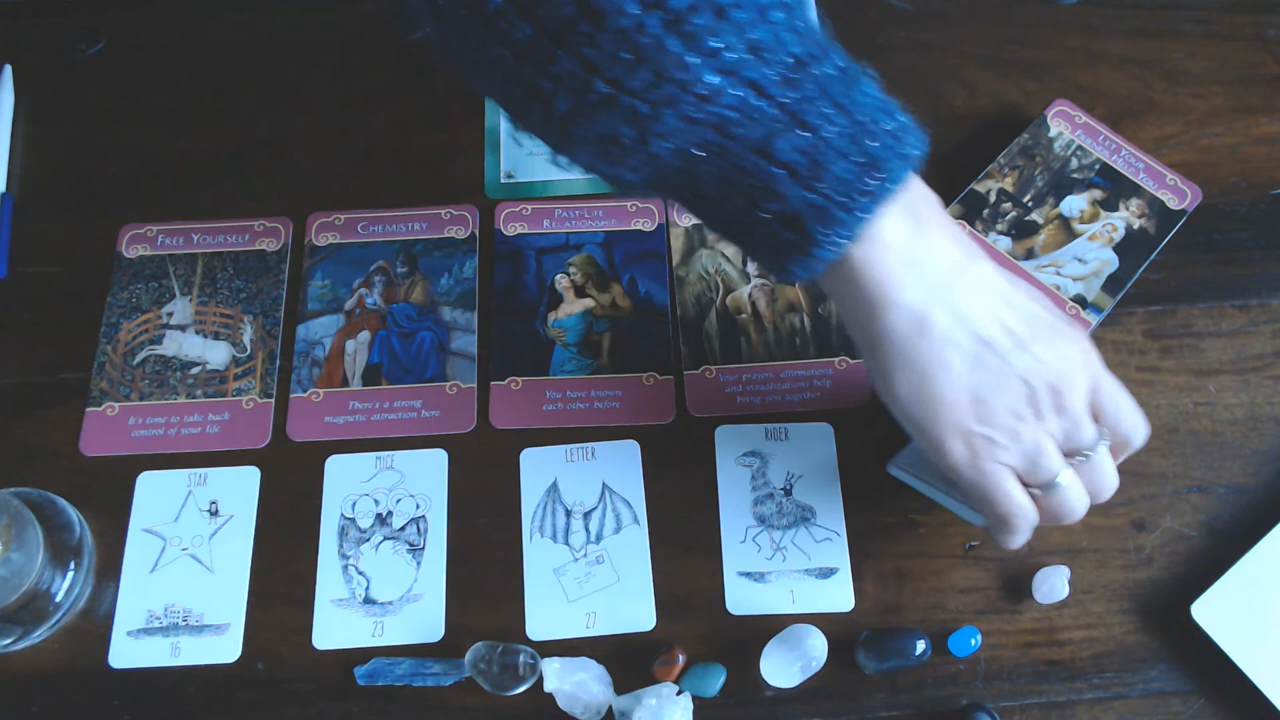 FREE YOURSELF
It's time to take back
control of your life
CHEMISTRY
There's a strong
magnetic attraction here
PAST-LIFE
RELATIONSHIP
You have known
each other before
Your prayers, affirmations,
and visualizations help
bring you together
LET YOUR
FRIENDS HELP YOU
STAR
16
MICE
23
LETTER
27
RIDER
1